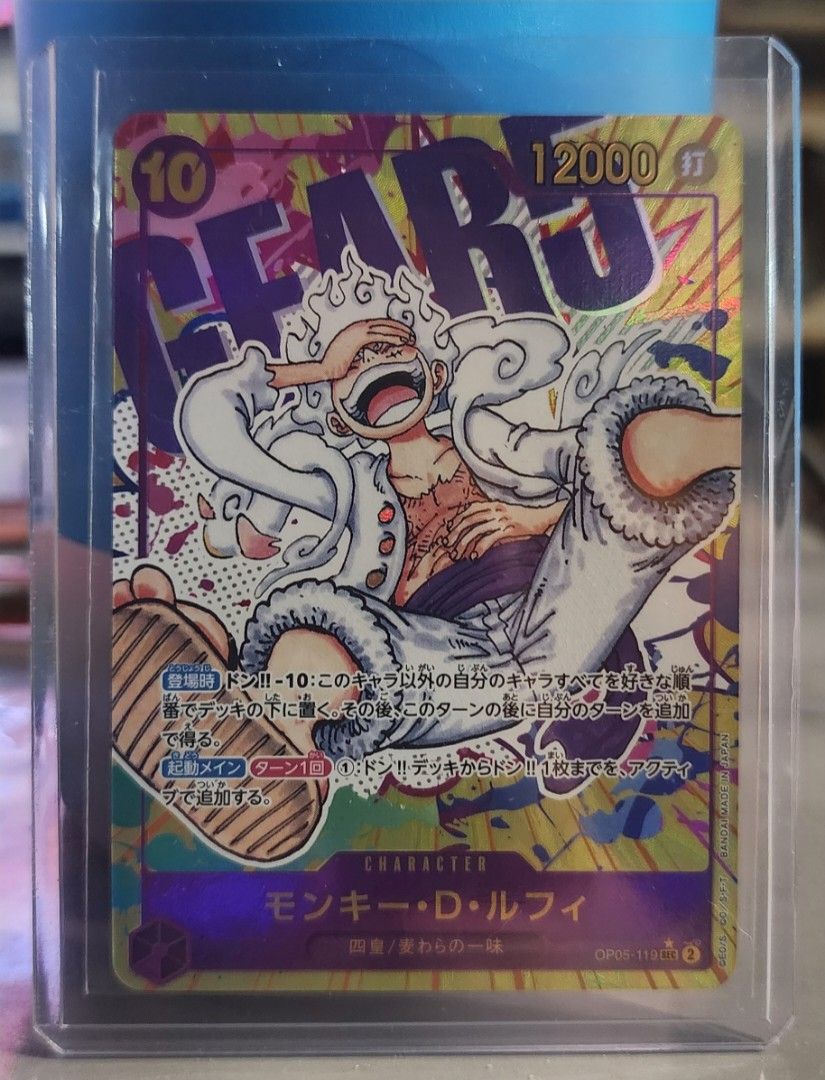 10
12000 打
GEAR5
登場時 ドン!!-10:このキャラ以外の自分のキャラすべてを好きな順
番でデッキの下に置く。その後、このターンの後に自分のターンを追加
で得る。
起動メイン ターン1回 ①:ドン!!デッキからドン!!1枚までを、アクティ
ブで追加する。
CHARACTER
モンキー・D・ルフィ
四皇/麦わらの一味
OP05-119 SEC ★ 2
©EO/S. ©O/S・F・T BANDAI MADE IN JAPAN